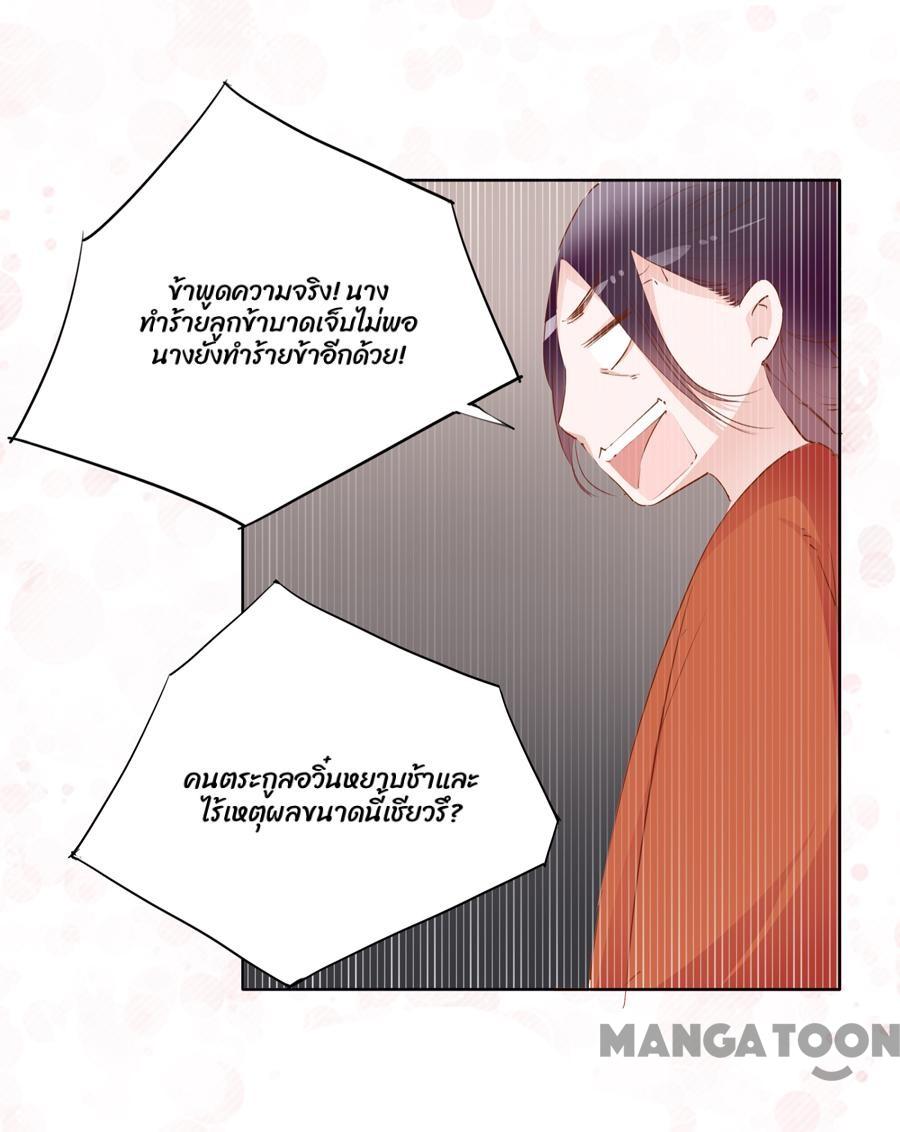 ข้าพูดความจริง! นาง
ทำร้ายลูกข้าบาดเจ็บไม่พอ
นางยังทำร้ายข้าอีกด้วย!
คนตระกูลอวิ๋นหยาบช้าและ
ไร้เหตุผลขนาดนี้เชียวรึ?
MANGATOON